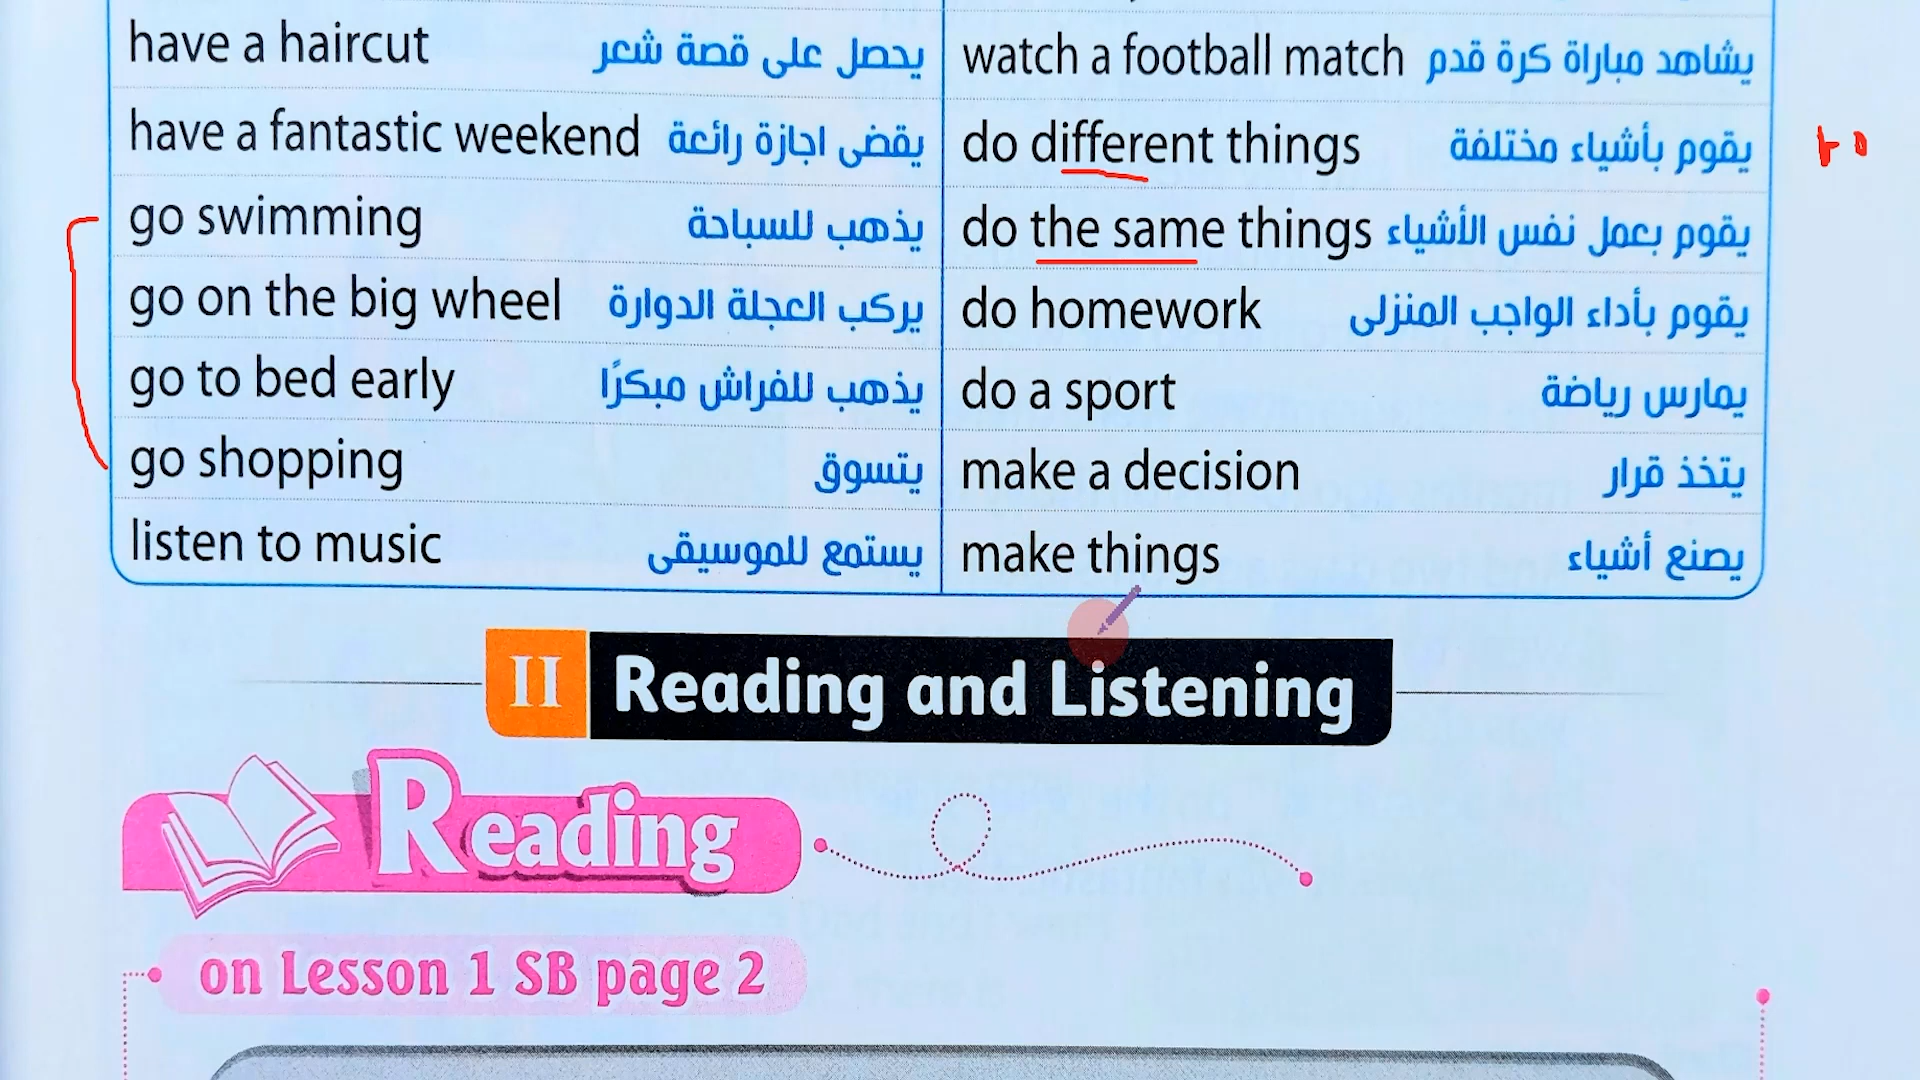 have a haircut يحصل على قصة شعر
watch a football match يشاهد مباراة كرة قدم
have a fantastic weekend يقضى اجازة رائعة
do different things يقوم بأشياء مختلفة
go swimming يذهب للسباحة
do the same things يقوم بعمل نفس الأشياء
go on the big wheel يركب العجلة الدوارة
do homework يقوم بأداء الواجب المنزلى
go to bed early يذهب للفراش مبكرًا
do a sport يمارس رياضة
go shopping يتسوق
make a decision يتخذ قرار
listen to music يستمع للموسيقى
make things يصنع أشياء
II Reading and Listening
Reading
on Lesson 1 SB page 2